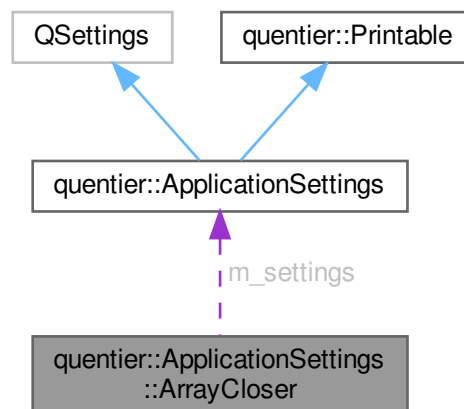 QSettings
quentier::Printable
quentier::ApplicationSettings
m_settings
quentier::ApplicationSettings
::ArrayCloser